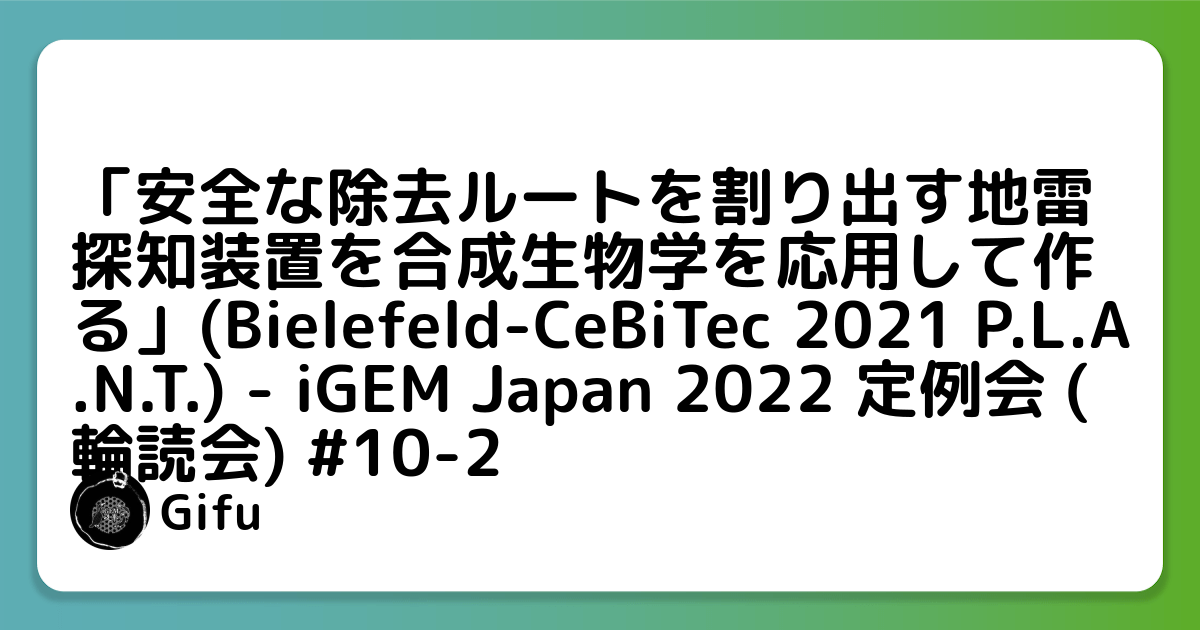 「安全な除去ルートを割り出す地雷
探知装置を合成生物学を応用して作
る」(Bielefeld-CeBiTec 2021 P.L.A
.N.T.) - iGEM Japan 2022 定例会 (
輪読会) #10-2
Gifu